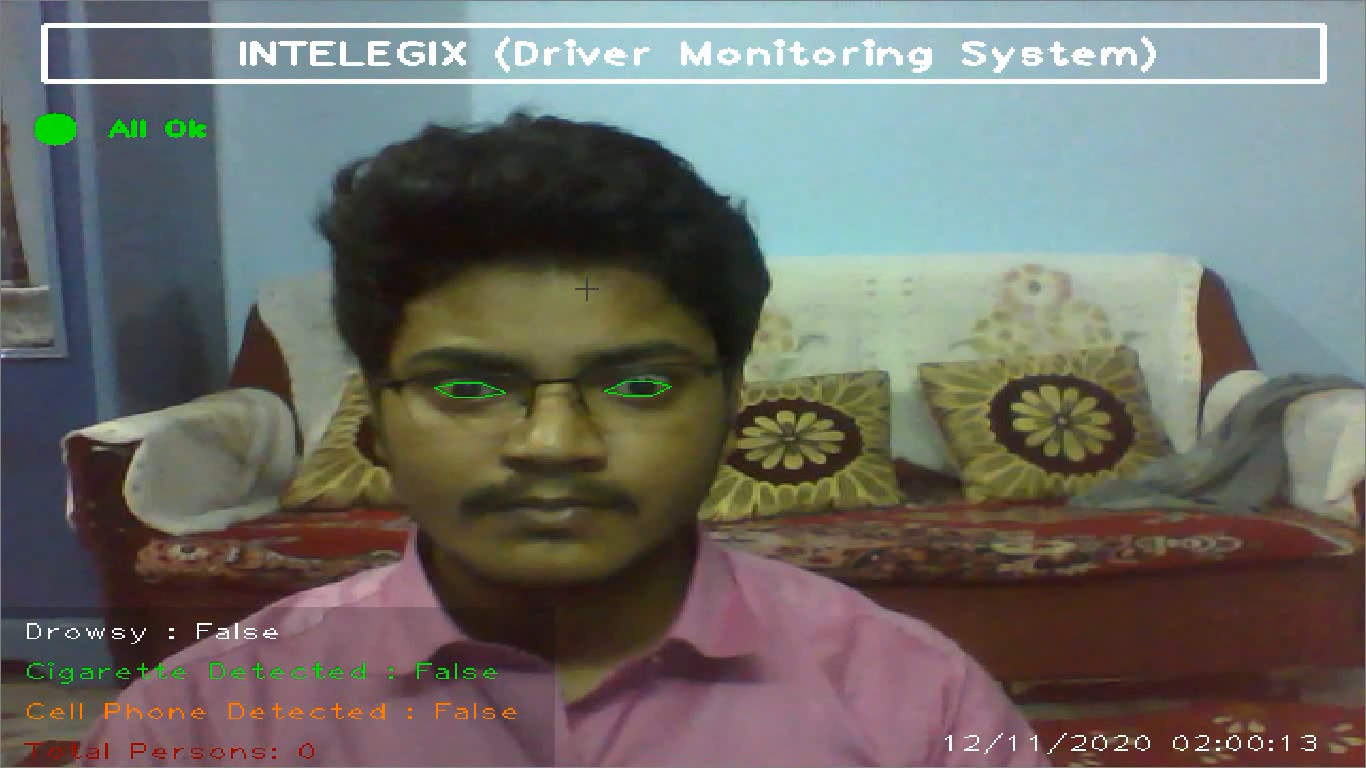 INTELEGIX (Driver Monitoring System)
All Ok
Drowsy : False
Cigarette Detected : False
Cell Phone Detected : False
Total Persons: 0
12/11/2020 02:00:13